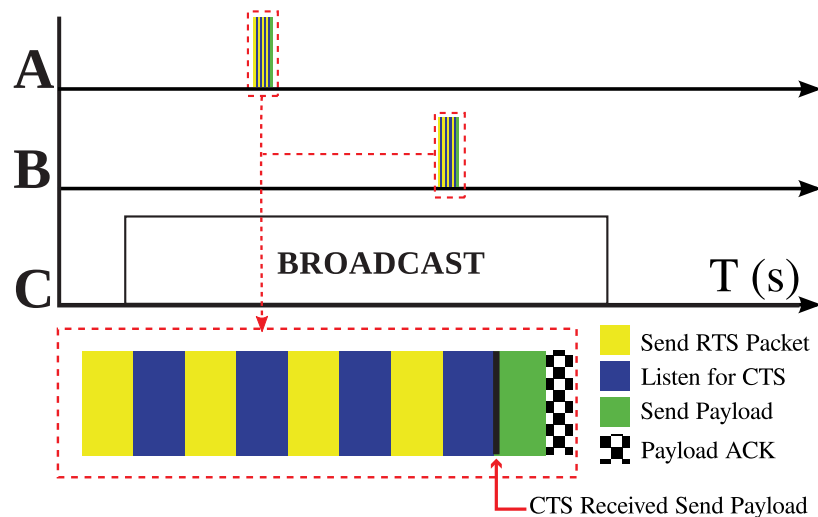 A
B
BROADCAST
C
T (s)
Send RTS Packet
Listen for CTS
Send Payload
Payload ACK
CTS Received Send Payload